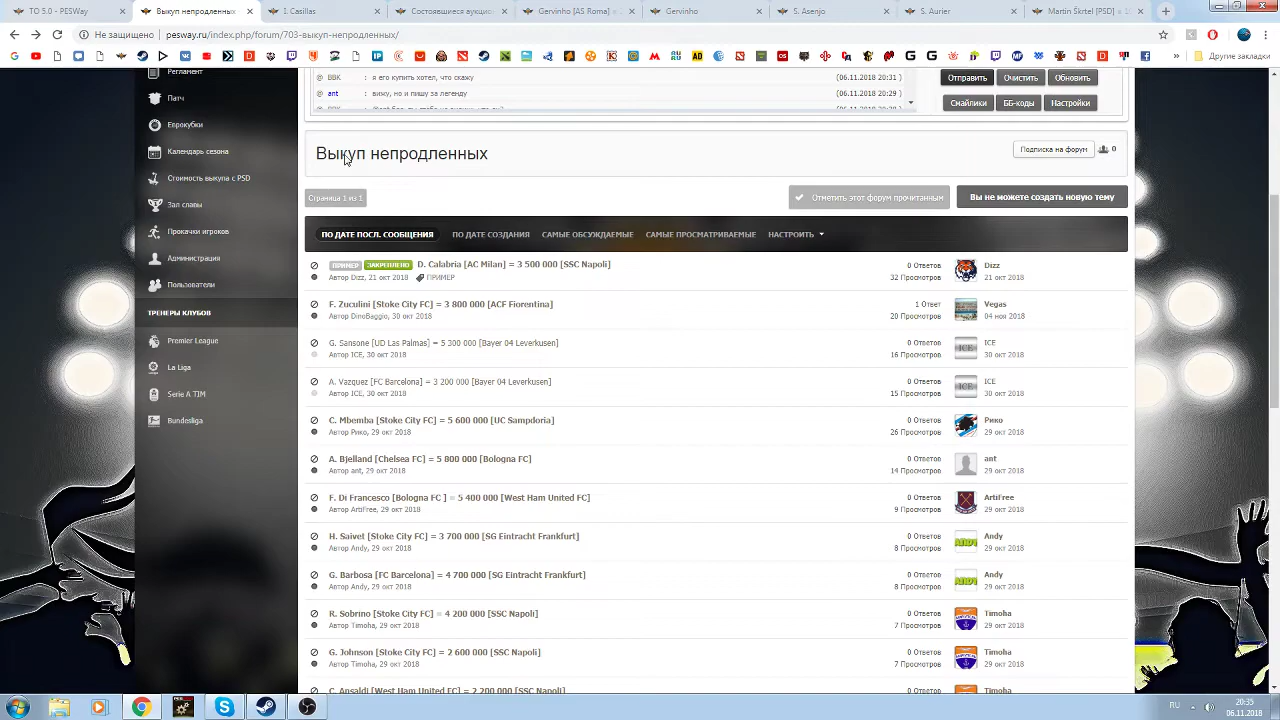 TO 5.0 - PESWay
Выкуп непродленных
I. Casillas
Состоявшиеся аукцио
Gervinho [AS Roma] =
Gervinho
S. Asenjo
S. Aurier
Martin Škrtel [PSD] = 10
Не защищено | pesway.ru/index.php/forum/703-выкуп-непродленных/
Другие закладки
Регламент
Патч
Еврокубки
Календарь сезона
Стоимость выкупа с PSD
Зал славы
Прокачки игроков
Администрация
Пользователи
ТРЕНЕРЫ КЛУБОВ
Premier League
La Liga
Serie A TIM
Bundesliga
@ BBK : я его купить хотел, что скажу (06.11.2018 20:31 )
@ ant : вижу, но и пишу за легенду (06.11.2018 20:29 )
Отправить Очистить Обновить
Смайлики ББ-коды Настройки
Выкуп непродленных
Подписка на форум 0
Страница 1 из 1
Отметить этот форум прочитанным
Вы не можете создать новую тему
ПО ДАТЕ ПОСЛ. СООБЩЕНИЯ ПО ДАТЕ СОЗДАНИЯ САМЫЕ ОБСУЖДАЕМЫЕ САМЫЕ ПРОСМАТРИВАЕМЫЕ НАСТРОИТЬ
ПРИМЕР ЗАКРЕПЛЕНО D. Calabria [AC Milan] = 3 500 000 [SSC Napoli] 0 Ответов Dizz
Автор Dizz, 21 окт 2018 ПРИМЕР 32 Просмотров 21 окт 2018
F. Zuculini [Stoke City FC] = 3 800 000 [ACF Fiorentina] 1 Ответ Vegas
Автор DinoBaggio, 30 окт 2018 20 Просмотров 04 ноя 2018
G. Sansone [UD Las Palmas] = 5 300 000 [Bayer 04 Leverkusen] 0 Ответов ICE
Автор ICE, 30 окт 2018 16 Просмотров 30 окт 2018
A. Vazquez [FC Barcelona] = 3 200 000 [Bayer 04 Leverkusen] 0 Ответов ICE
Автор ICE, 30 окт 2018 15 Просмотров 30 окт 2018
C. Mbemba [Stoke City FC] = 5 600 000 [UC Sampdoria] 0 Ответов Рико
Автор Рико, 29 окт 2018 26 Просмотров 29 окт 2018
A. Bjelland [Chelsea FC] = 5 800 000 [Bologna FC] 0 Ответов ant
Автор ant, 29 окт 2018 14 Просмотров 29 окт 2018
F. Di Francesco [Bologna FC ] = 5 400 000 [West Ham United FC] 0 Ответов ArtiFree
Автор ArtiFree, 29 окт 2018 9 Просмотров 29 окт 2018
H. Saivet [Stoke City FC] = 3 700 000 [SG Eintracht Frankfurt] 0 Ответов Andy
Автор Andy, 29 окт 2018 8 Просмотров 29 окт 2018
G. Barbosa [FC Barcelona] = 4 700 000 [SG Eintracht Frankfurt] 0 Ответов Andy
Автор Andy, 29 окт 2018 8 Просмотров 29 окт 2018
R. Sobrino [Stoke City FC] = 4 200 000 [SSC Napoli] 0 Ответов Timoha
Автор Timoha, 29 окт 2018 7 Просмотров 29 окт 2018
G. Johnson [Stoke City FC] = 2 600 000 [SSC Napoli] 0 Ответов Timoha
Автор Timoha, 29 окт 2018 7 Просмотров 29 окт 2018
C. Ansaldi [West Ham United FC] = 2 200 000 [SSC Napoli] 0 Ответов Timoha
RU 20:35
06.11.2018